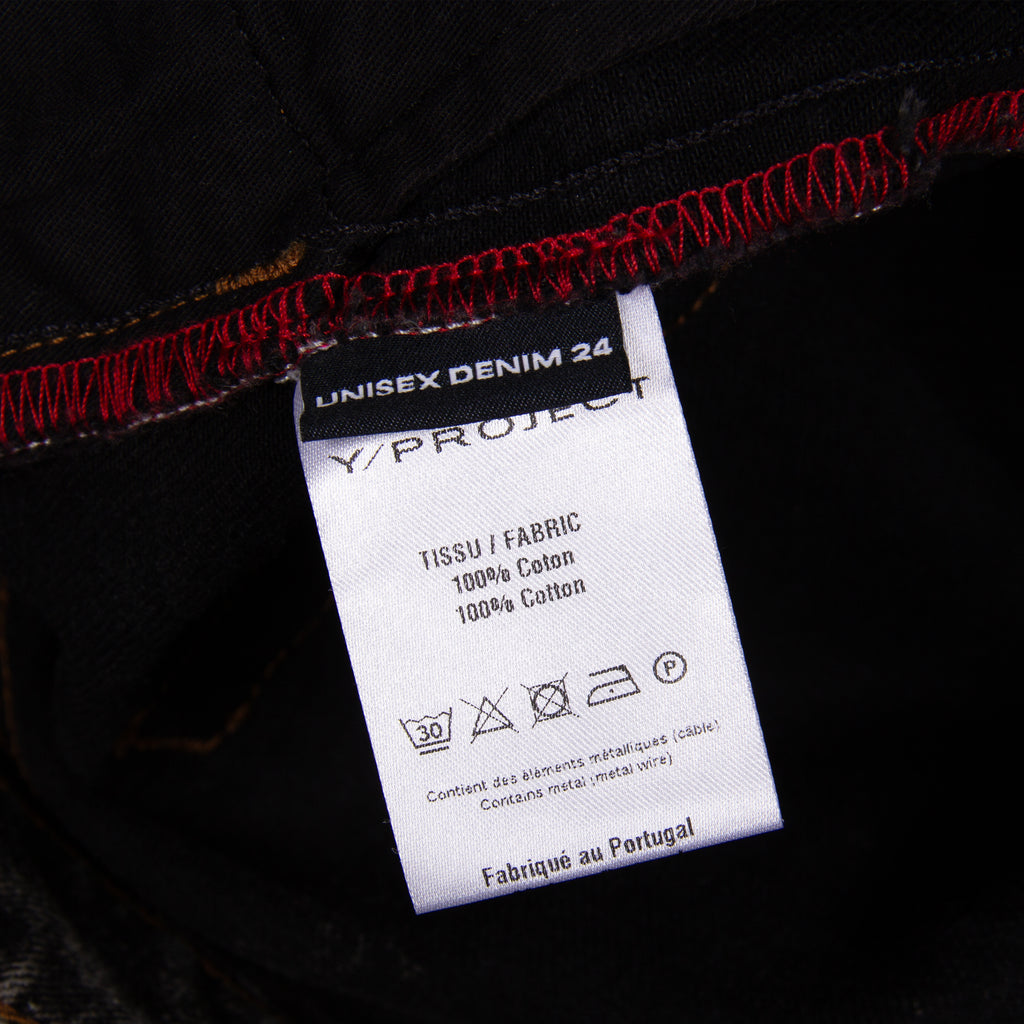 UNISEX DENIM 24
Y/PROJECT
TISSU / FABRIC
100% Coton
100% Cotton
30
P
Contient des éléments métalliques (câble)
Contains metal (metal wire)
Fabriqué au Portugal